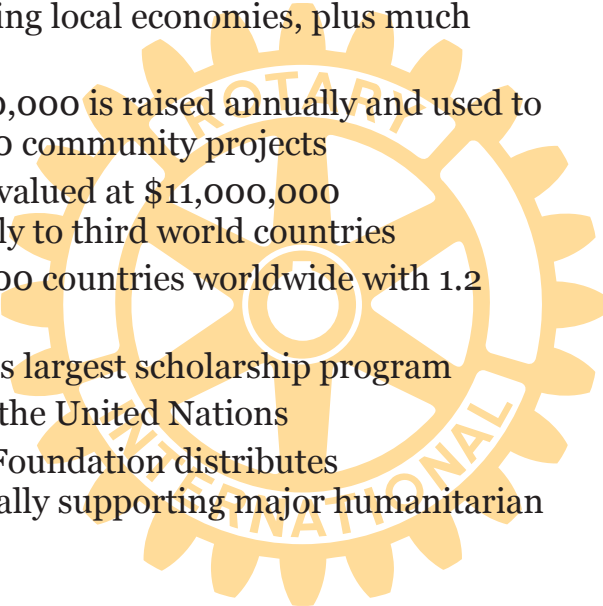 ing local economies, plus much
0,000 is raised annually and used to
0 community projects
valued at $11,000,000
ly to third world countries
00 countries worldwide with 1.2
s largest scholarship program
the United Nations
Foundation distributes
ally supporting major humanitarian
ROTARY
INTERNATIONAL